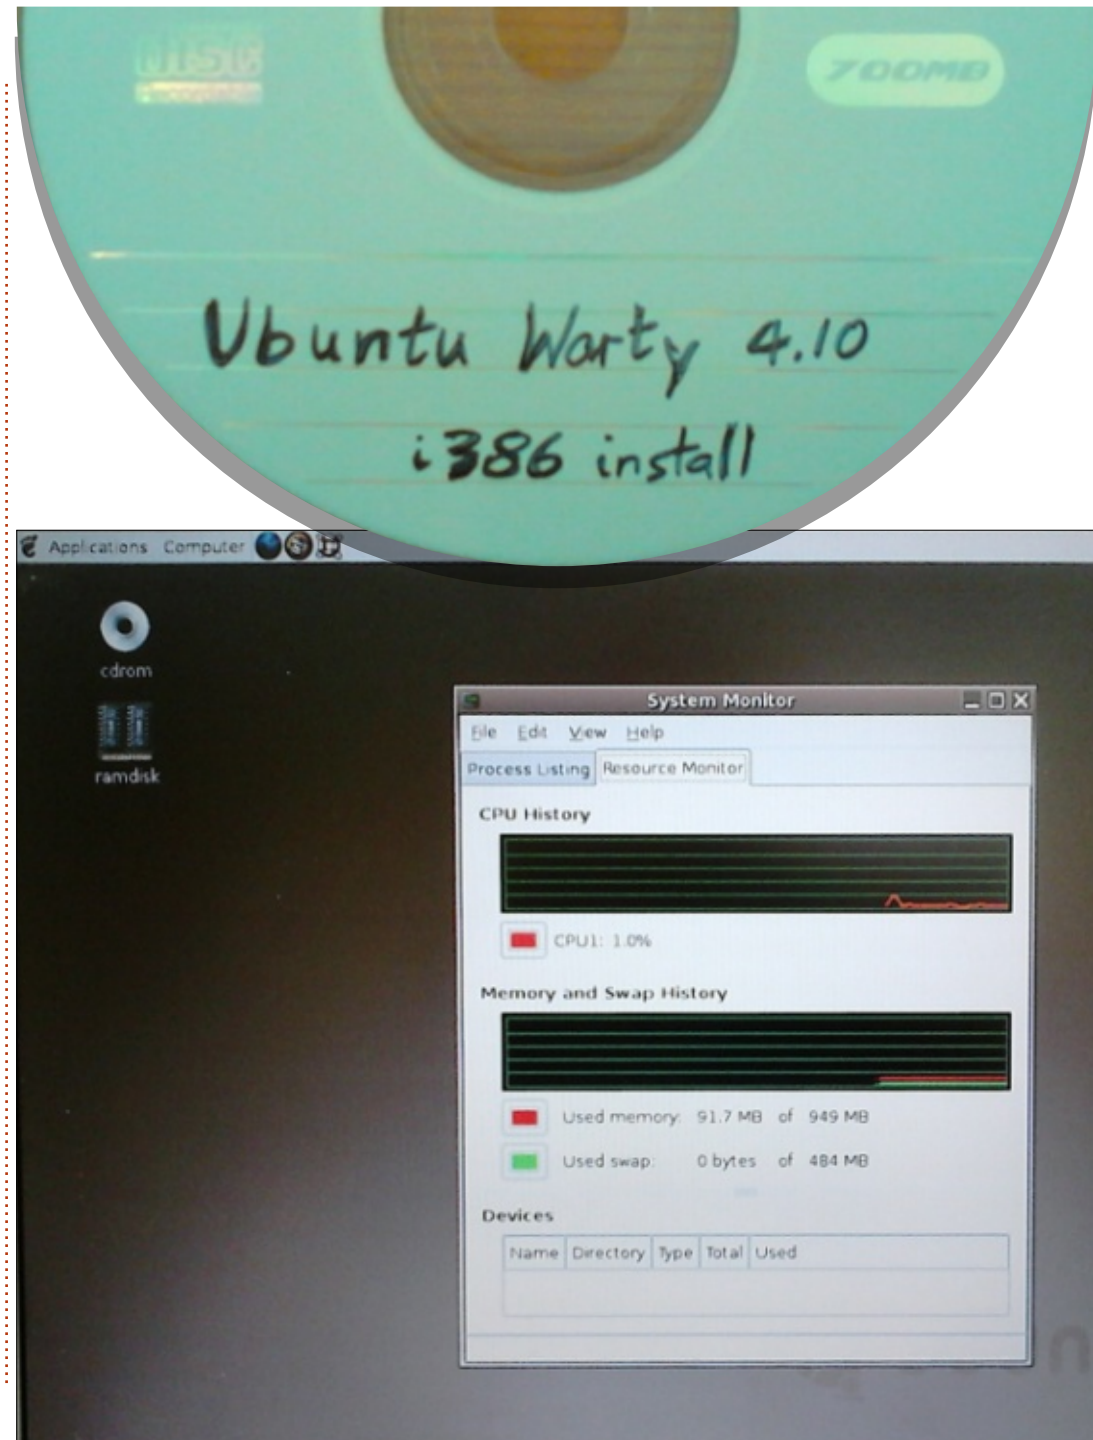 DISC
Recordable
700MB
Ubuntu Warty 4.10
i386 install
Applications Computer
cdrom
ramdisk
System Monitor
File Edit View Help
Process Listing Resource Monitor
CPU History
CPU1: 1.0%
Memory and Swap History
Used memory: 91.7 MB of 949 MB
Used swap: 0 bytes of 484 MB
Devices
Name Directory Type Total Used